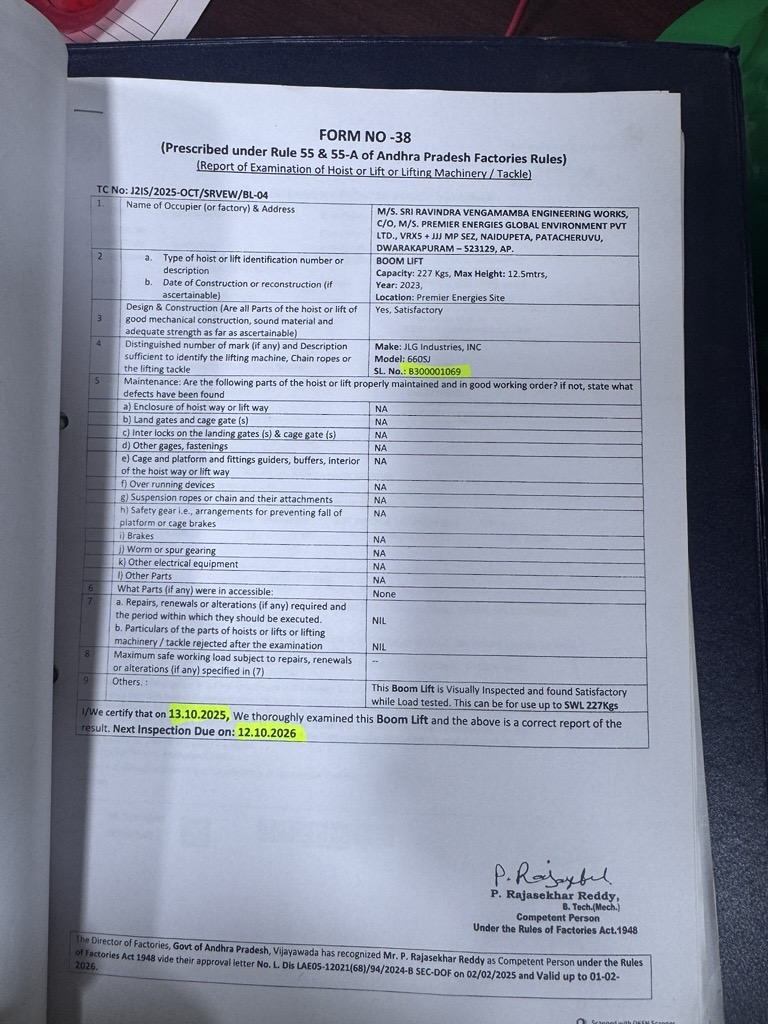 FORM NO -38
(Prescribed under Rule 55 & 55-A of Andhra Pradesh Factories Rules)
(Report of Examination of Hoist or Lift or Lifting Machinery / Tackle)
TC No: J2IS/2025-OCT/SRVEW/BL-04
1. Name of Occupier (or factory) & Address
M/S. SRI RAVINDRA VENGAMAMBA ENGINEERING WORKS,
C/O, M/S. PREMIER ENERGIES GLOBAL ENVIRONMENT PVT
LTD., VRX5 + JJJ MP SEZ, NAIDUPETA, PATACHERUVU,
DWARAKAPURAM – 523129, AP.
2 a. Type of hoist or lift identification number or
description
b. Date of Construction or reconstruction (if
ascertainable)
BOOM LIFT
Capacity: 227 Kgs, Max Height: 12.5mtrs,
Year: 2023,
Location: Premier Energies Site
3 Design & Construction (Are all Parts of the hoist or lift of
good mechanical construction, sound material and
adequate strength as far as ascertainable)
Yes, Satisfactory
4 Distinguished number of mark (if any) and Description
sufficient to identify the lifting machine, Chain ropes or
the lifting tackle
Make: JLG Industries, INC
Model: 660SJ
SL. No.: B300001069
5 Maintenance: Are the following parts of the hoist or lift properly maintained and in good working order? if not, state what
defects have been found
a) Enclosure of hoist way or lift way NA
b) Land gates and cage gate (s) NA
c) Inter locks on the landing gates (s) & cage gate (s) NA
d) Other gages, fastenings NA
e) Cage and platform and fittings guiders, buffers, interior NA
of the hoist way or lift way
f) Over running devices NA
g) Suspension ropes or chain and their attachments NA
h) Safety gear i.e., arrangements for preventing fall of NA
platform or cage brakes
i) Brakes NA
j) Worm or spur gearing NA
k) Other electrical equipment NA
l) Other Parts NA
6 What Parts (if any) were in accessible: None
7 a. Repairs, renewals or alterations (if any) required and
the period within which they should be executed. NIL
b. Particulars of the parts of hoists or lifts or lifting
machinery / tackle rejected after the examination NIL
8 Maximum safe working load subject to repairs, renewals --
or alterations (if any) specified in (7)
9 Others. :
This Boom Lift is Visually Inspected and found Satisfactory
while Load tested. This can be for use up to SWL 227Kgs
I/We certify that on 13.10.2025, We thoroughly examined this Boom Lift and the above is a correct report of the
result. Next Inspection Due on: 12.10.2026
P. Rajasekhar Reddy,
B. Tech.(Mech.)
Competent Person
Under the Rules of Factories Act.1948
The Director of Factories, Govt of Andhra Pradesh, Vijayawada has recognized Mr. P. Rajasekhar Reddy as Competent Person under the Rules
of Factories Act 1948 vide their approval letter No. L. Dis LAE05-12021(68)/94/2024-B SEC-DOF on 02/02/2025 and Valid up to 01-02-
2026.
Scanned with OKEN Scanner